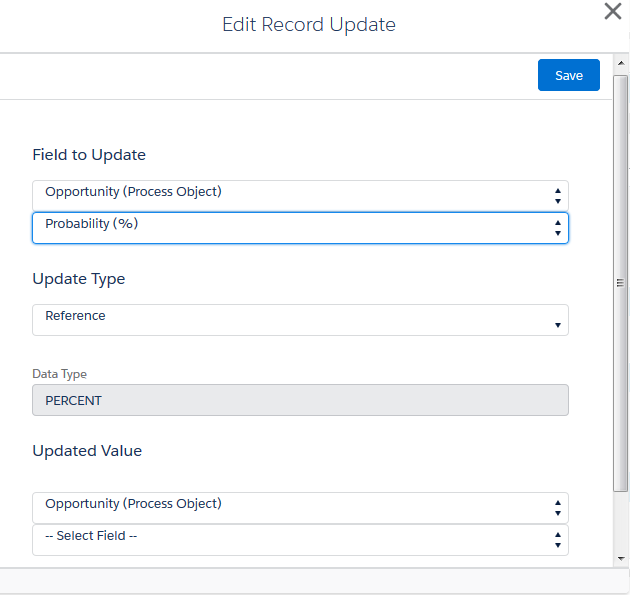 Edit Record Update
Save
Field to Update
Opportunity (Process Object)
Probability (%)
Update Type
Reference
Data Type
PERCENT
Updated Value
Opportunity (Process Object)
-- Select Field --